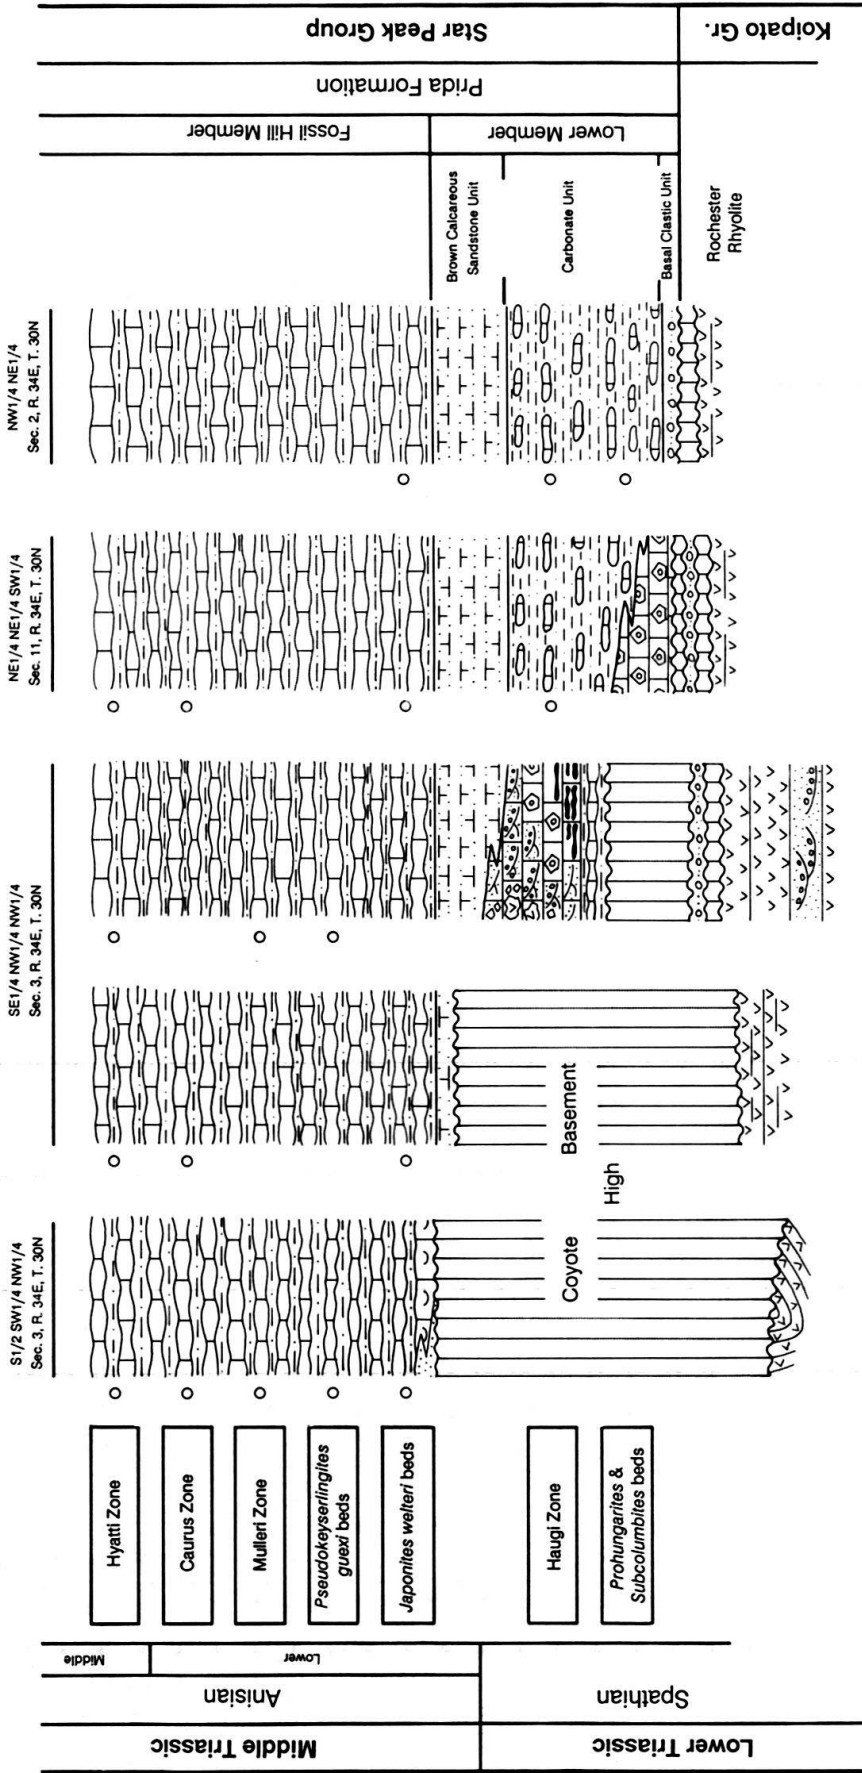 Koipato Gr.
Star Peak Group
Prida Formation
Fossil Hill Member
Lower Member
Brown Calcareous
Sandstone Unit
Carbonate Unit
Basal Clastic Unit
Rochester
Rhyolite
NW1/4 NE1/4
Sec. 2, R. 34E, T. 30N
NE1/4 NE1/4 SW1/4
Sec. 11, R. 34E, T. 30N
SE1/4 NW1/4 NW1/4
Sec. 3, R. 34E, T. 30N
S1/2 SW1/4 NW1/4
Sec. 3, R. 34E, T. 30N
Coyote
Basement
High
Hyatti Zone
Caurus Zone
Mulleri Zone
Pseudokeyserlingites
guexi beds
Japonites welteri beds
Haugi Zone
Prohungarites &
Subcolumbites beds
Middle
Lower
Anisian
Spathian
Middle Triassic
Lower Triassic